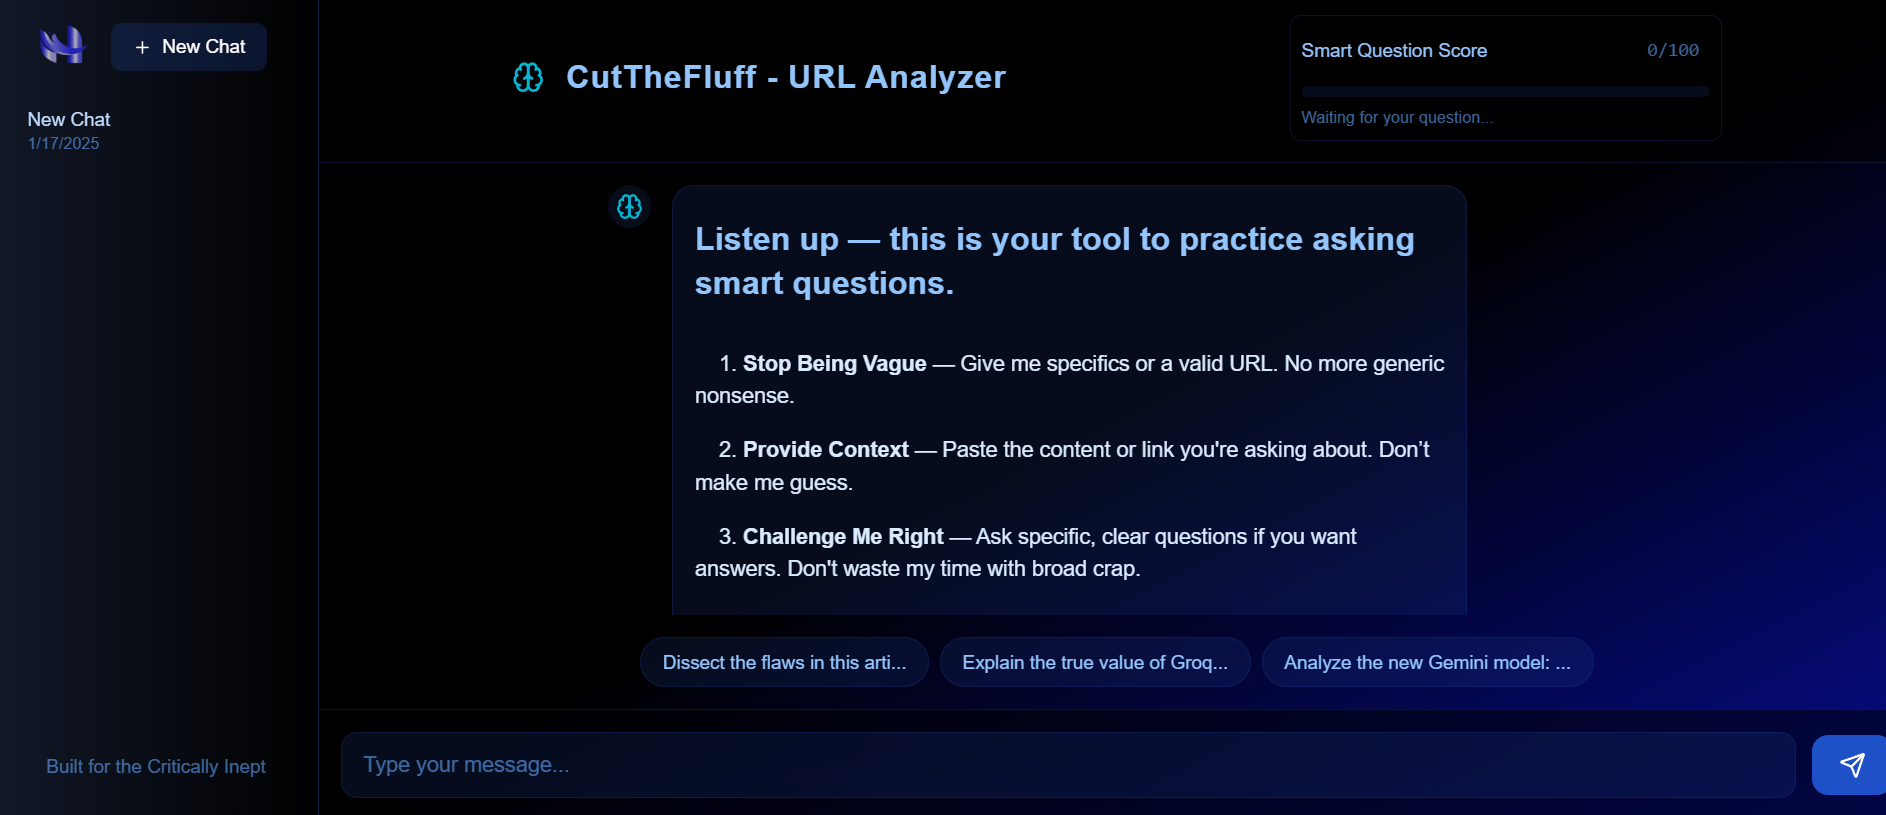 New Chat
New Chat
1/17/2025
Built for the Critically Inept
CutTheFluff - URL Analyzer
Smart Question Score
0/100
Waiting for your question...
Listen up — this is your tool to practice asking
smart questions.
1. Stop Being Vague — Give me specifics or a valid URL. No more generic
nonsense.
2. Provide Context — Paste the content or link you're asking about. Don’t
make me guess.
3. Challenge Me Right — Ask specific, clear questions if you want
answers. Don't waste my time with broad crap.
Dissect the flaws in this arti...
Explain the true value of Groq...
Analyze the new Gemini model: ...
Type your message...